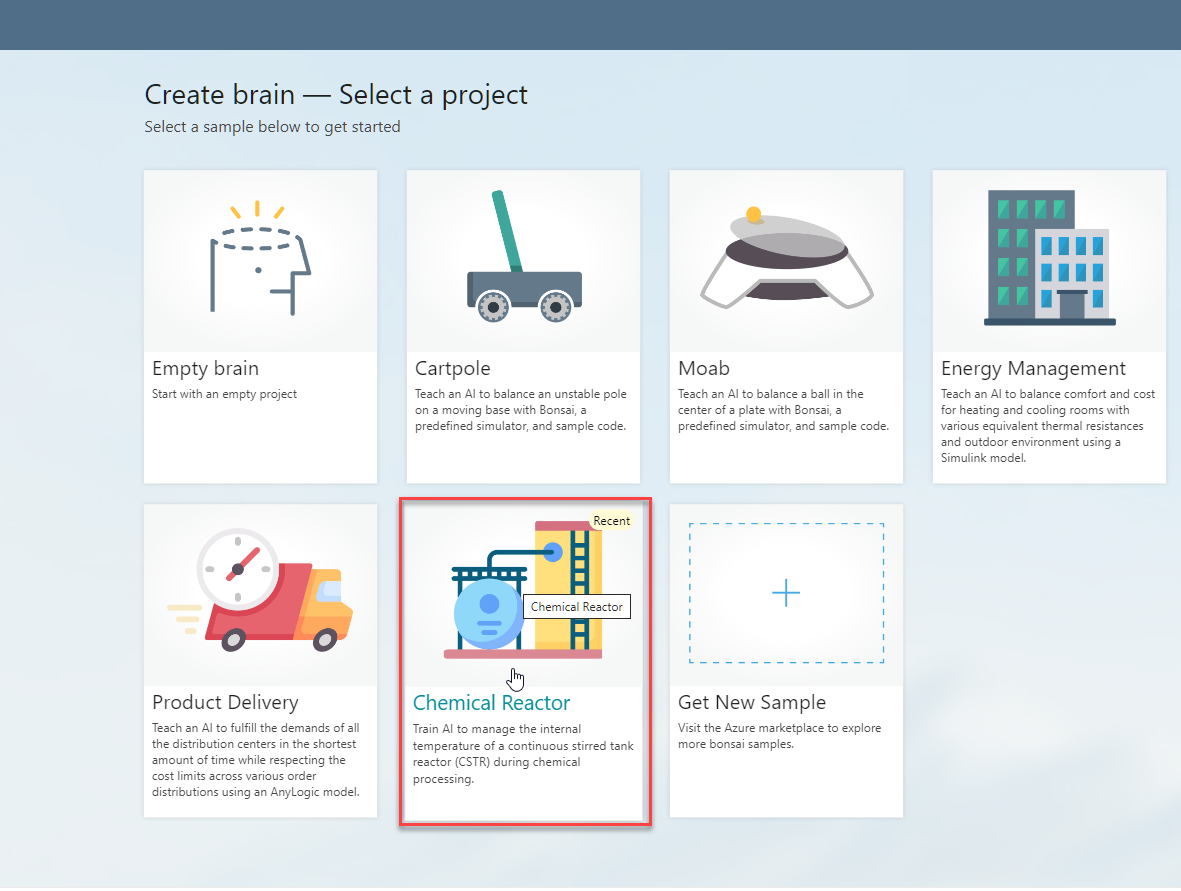 Create brain — Select a project
Select a sample below to get started
Empty brain
Start with an empty project
Cartpole
Teach an AI to balance an unstable pole
on a moving base with Bonsai, a
predefined simulator, and sample code.
Moab
Teach an AI to balance a ball in the
center of a plate with Bonsai, a
predefined simulator, and sample code.
Energy Management
Teach an AI to balance comfort and cost
for heating and cooling rooms with
various equivalent thermal resistances
and outdoor environment using a
Simulink model.
Product Delivery
Teach an AI to fulfill the demands of all
the distribution centers in the shortest
amount of time while respecting the
cost limits across various order
distributions using an AnyLogic model.
Recent
Chemical Reactor
Chemical Reactor
Train AI to manage the internal
temperature of a continuous stirred tank
reactor (CSTR) during chemical
processing.
Get New Sample
Visit the Azure marketplace to explore
more bonsai samples.